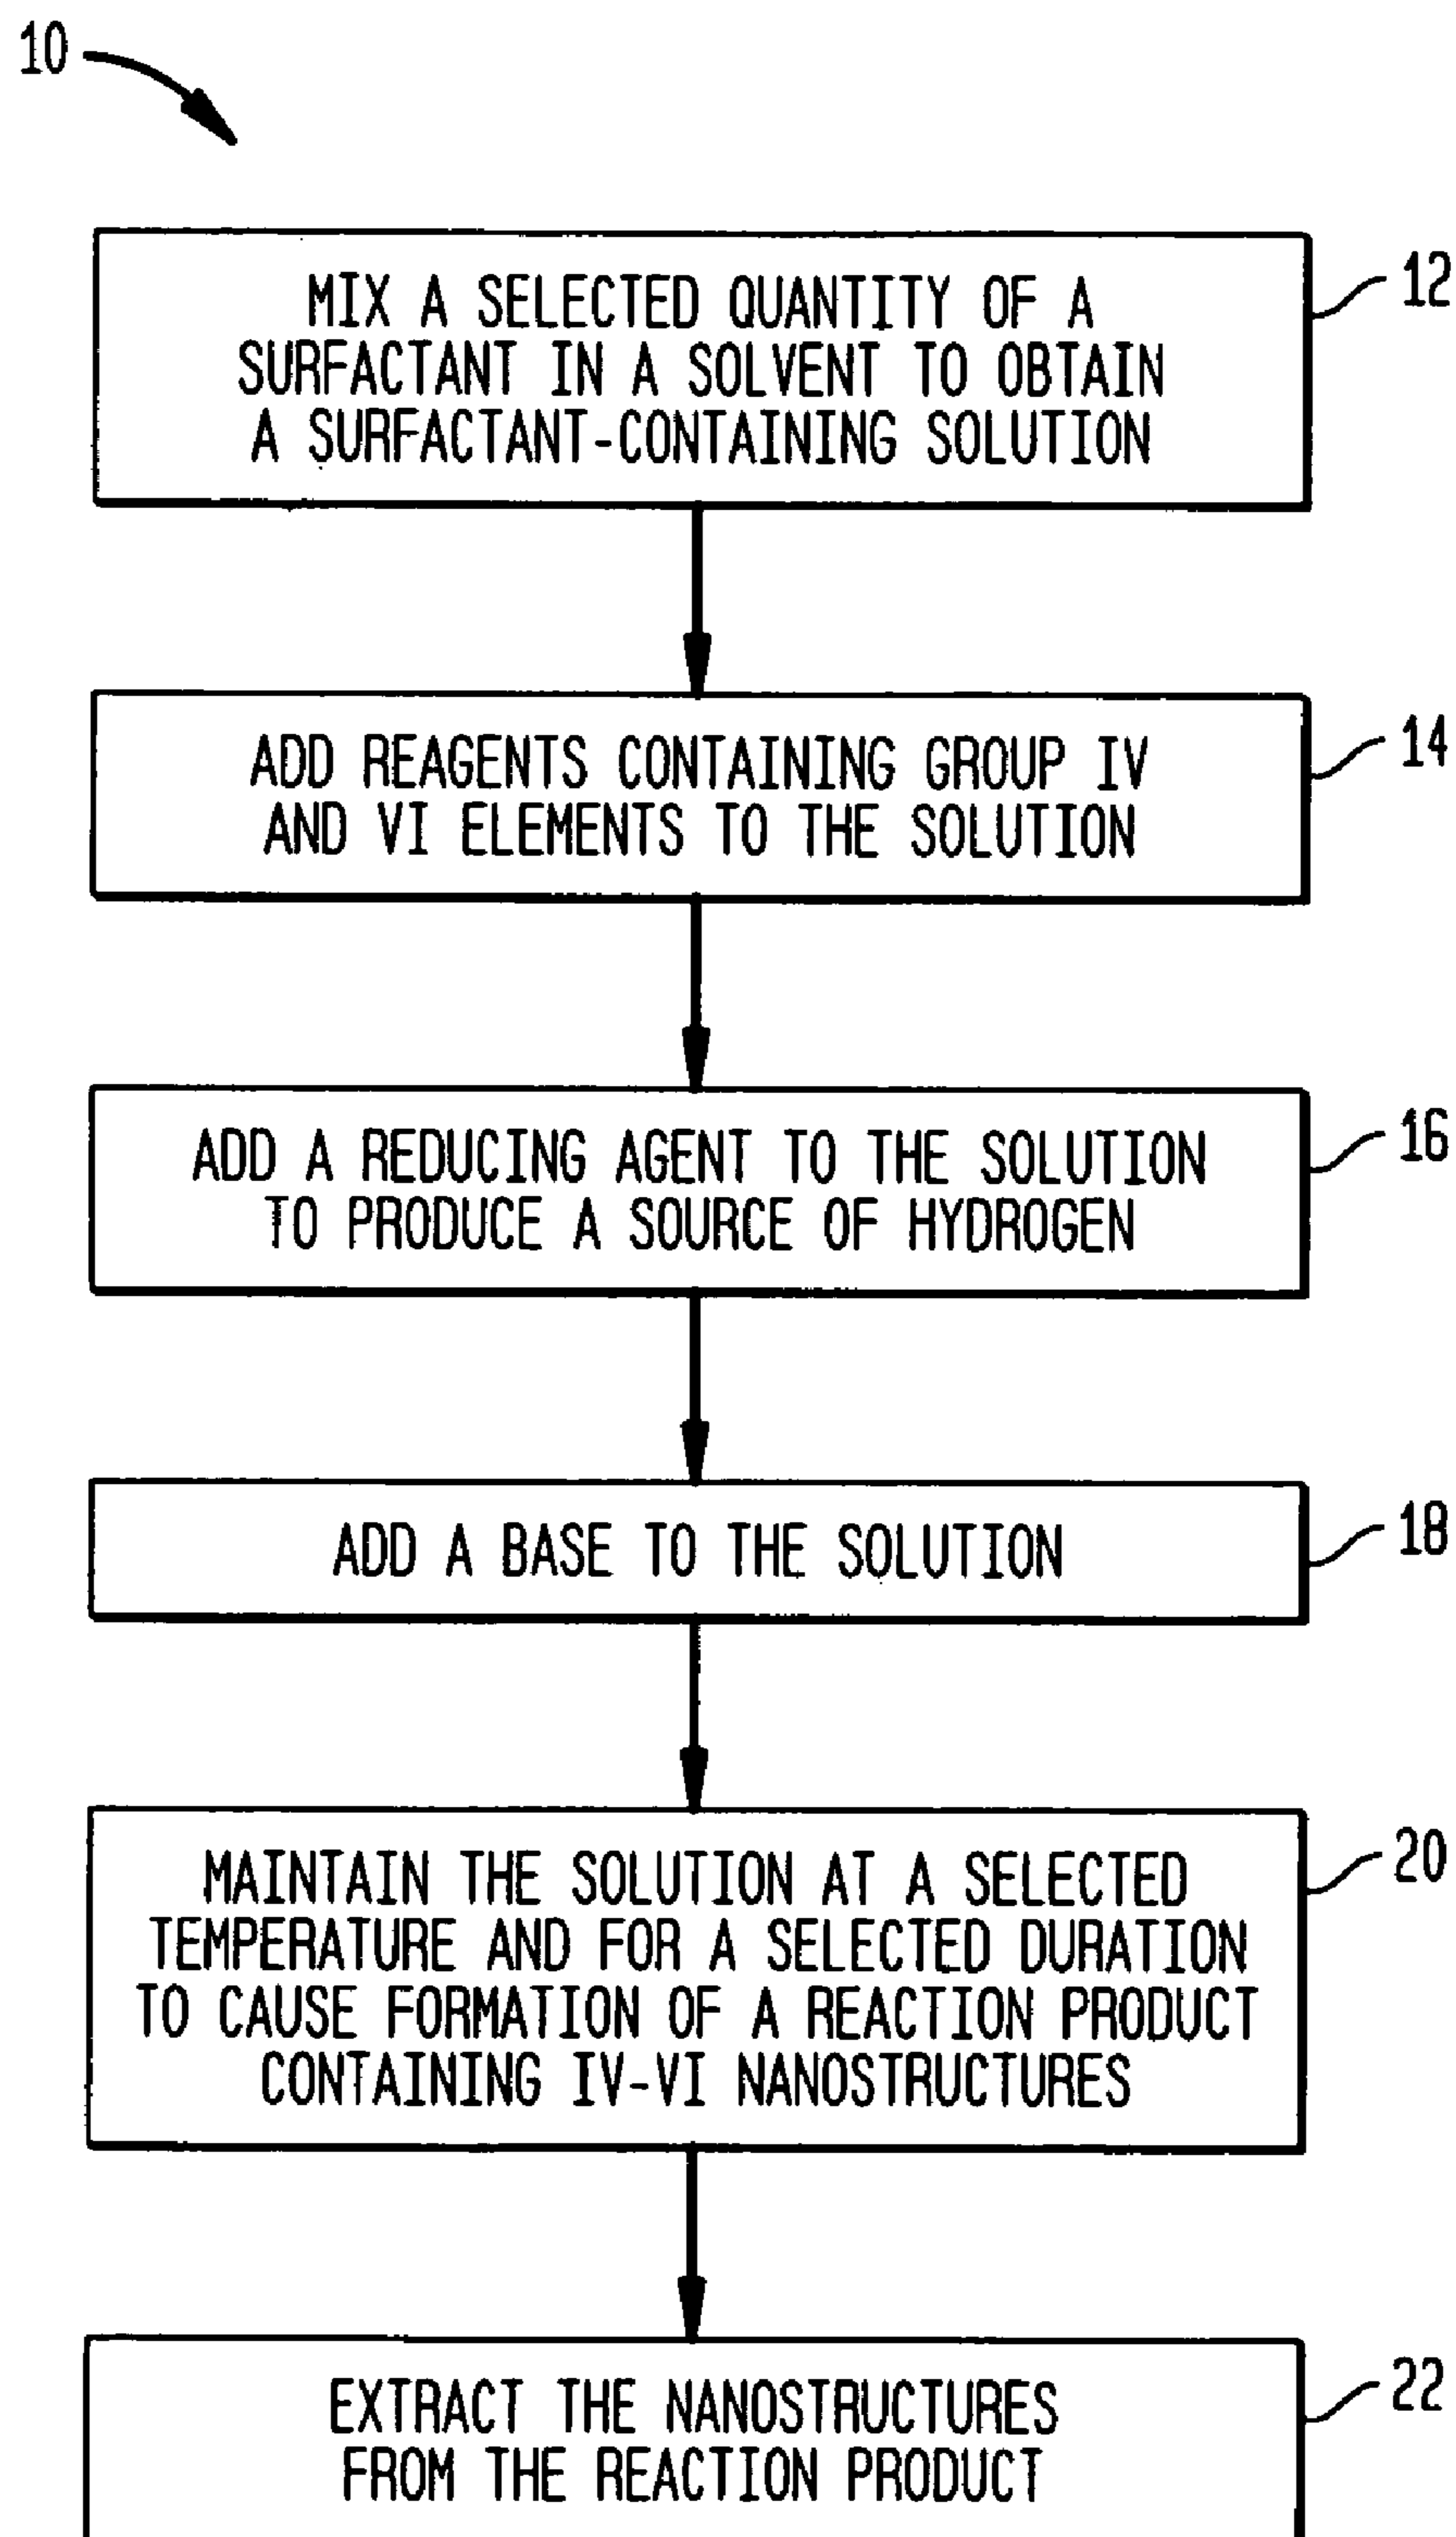 10
MIX A SELECTED QUANTITY OF A
SURFACTANT IN A SOLVENT TO OBTAIN
A SURFACTANT-CONTAINING SOLUTION
12
ADD REAGENTS CONTAINING GROUP IV
AND VI ELEMENTS TO THE SOLUTION
14
ADD A REDUCING AGENT TO THE SOLUTION
TO PRODUCE A SOURCE OF HYDROGEN
16
ADD A BASE TO THE SOLUTION
18
MAINTAIN THE SOLUTION AT A SELECTED
TEMPERATURE AND FOR A SELECTED DURATION
TO CAUSE FORMATION OF A REACTION PRODUCT
CONTAINING IV-VI NANOSTRUCTURES
20
EXTRACT THE NANOSTRUCTURES
FROM THE REACTION PRODUCT
22